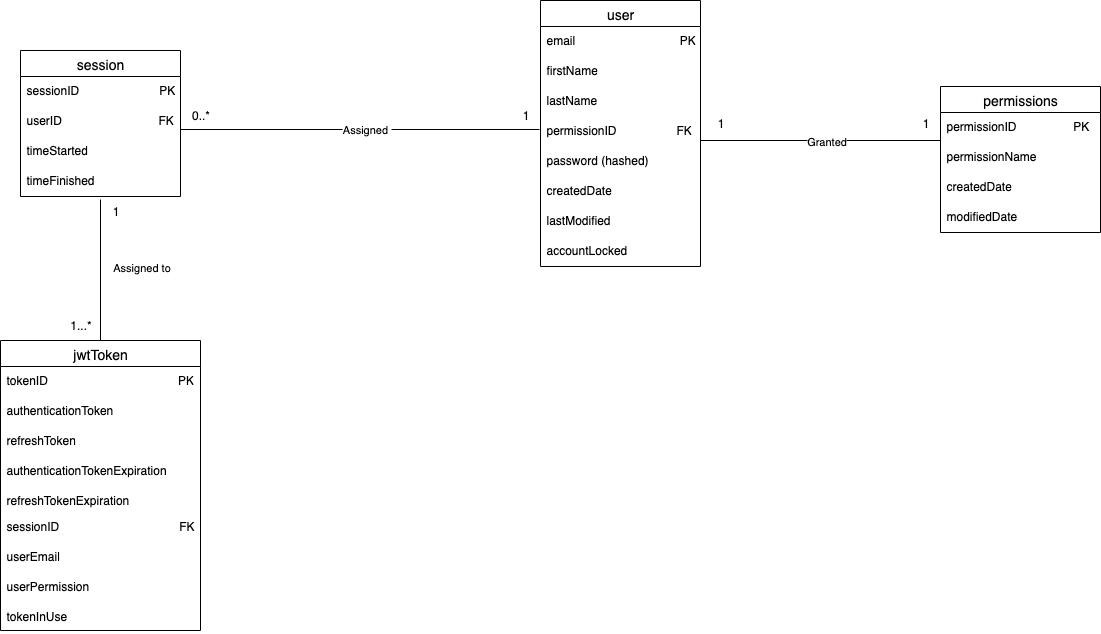 user
email PK
firstName
lastName
permissionID FK
password (hashed)
createdDate
lastModified
accountLocked
session
sessionID PK
userID FK
timeStarted
timeFinished
0..*
Assigned
1
1
Granted
1
permissions
permissionID PK
permissionName
createdDate
modifiedDate
1
Assigned to
1...*
jwtToken
tokenID PK
authenticationToken
refreshToken
authenticationTokenExpiration
refreshTokenExpiration
sessionID FK
userEmail
userPermission
tokenInUse